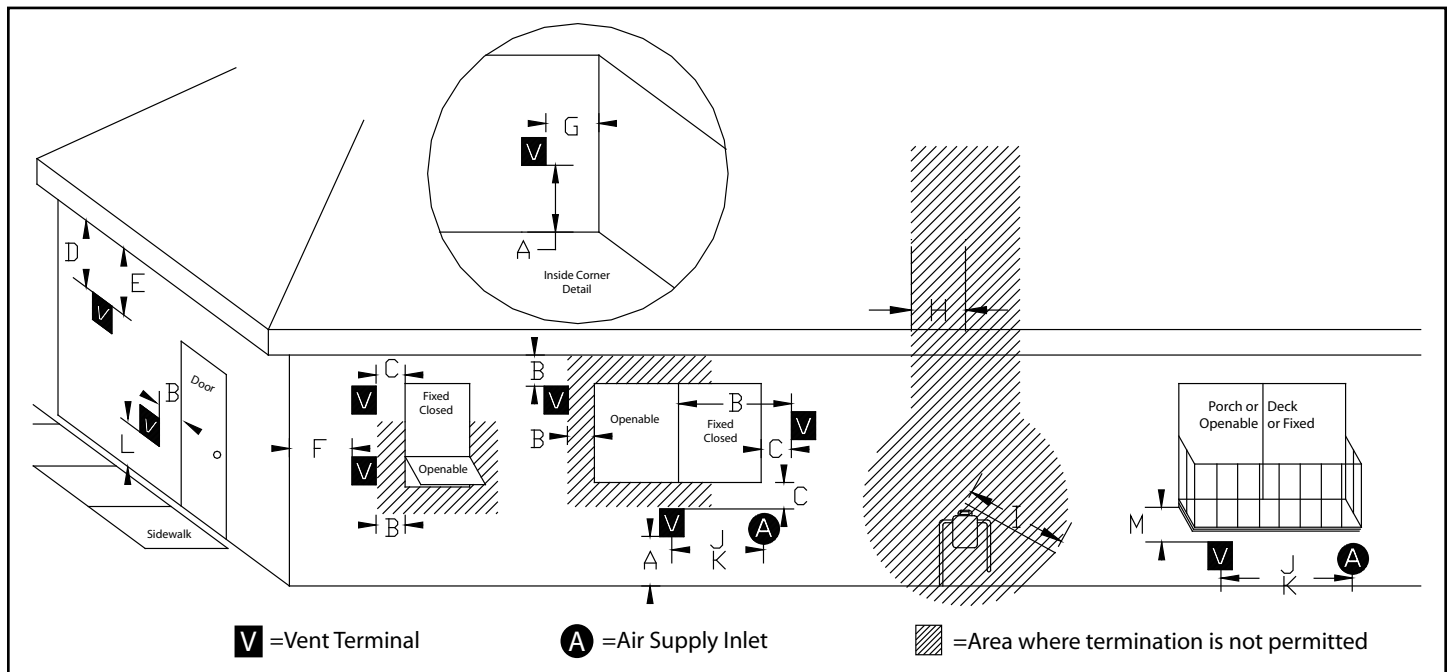 G
V
A
Inside Corner
Detail
D
E
V
H
B
Door
V
L
Sidewalk
C
V
Fixed
Closed
F
V
Openable
B
B
V
B
Openable
B
Fixed
Closed
V
C
C
V
A
J
K
A
I
Porch or Deck
Openable or Fixed
M
V
J
K
A
V =Vent Terminal
A =Air Supply Inlet
=Area where termination is not permitted